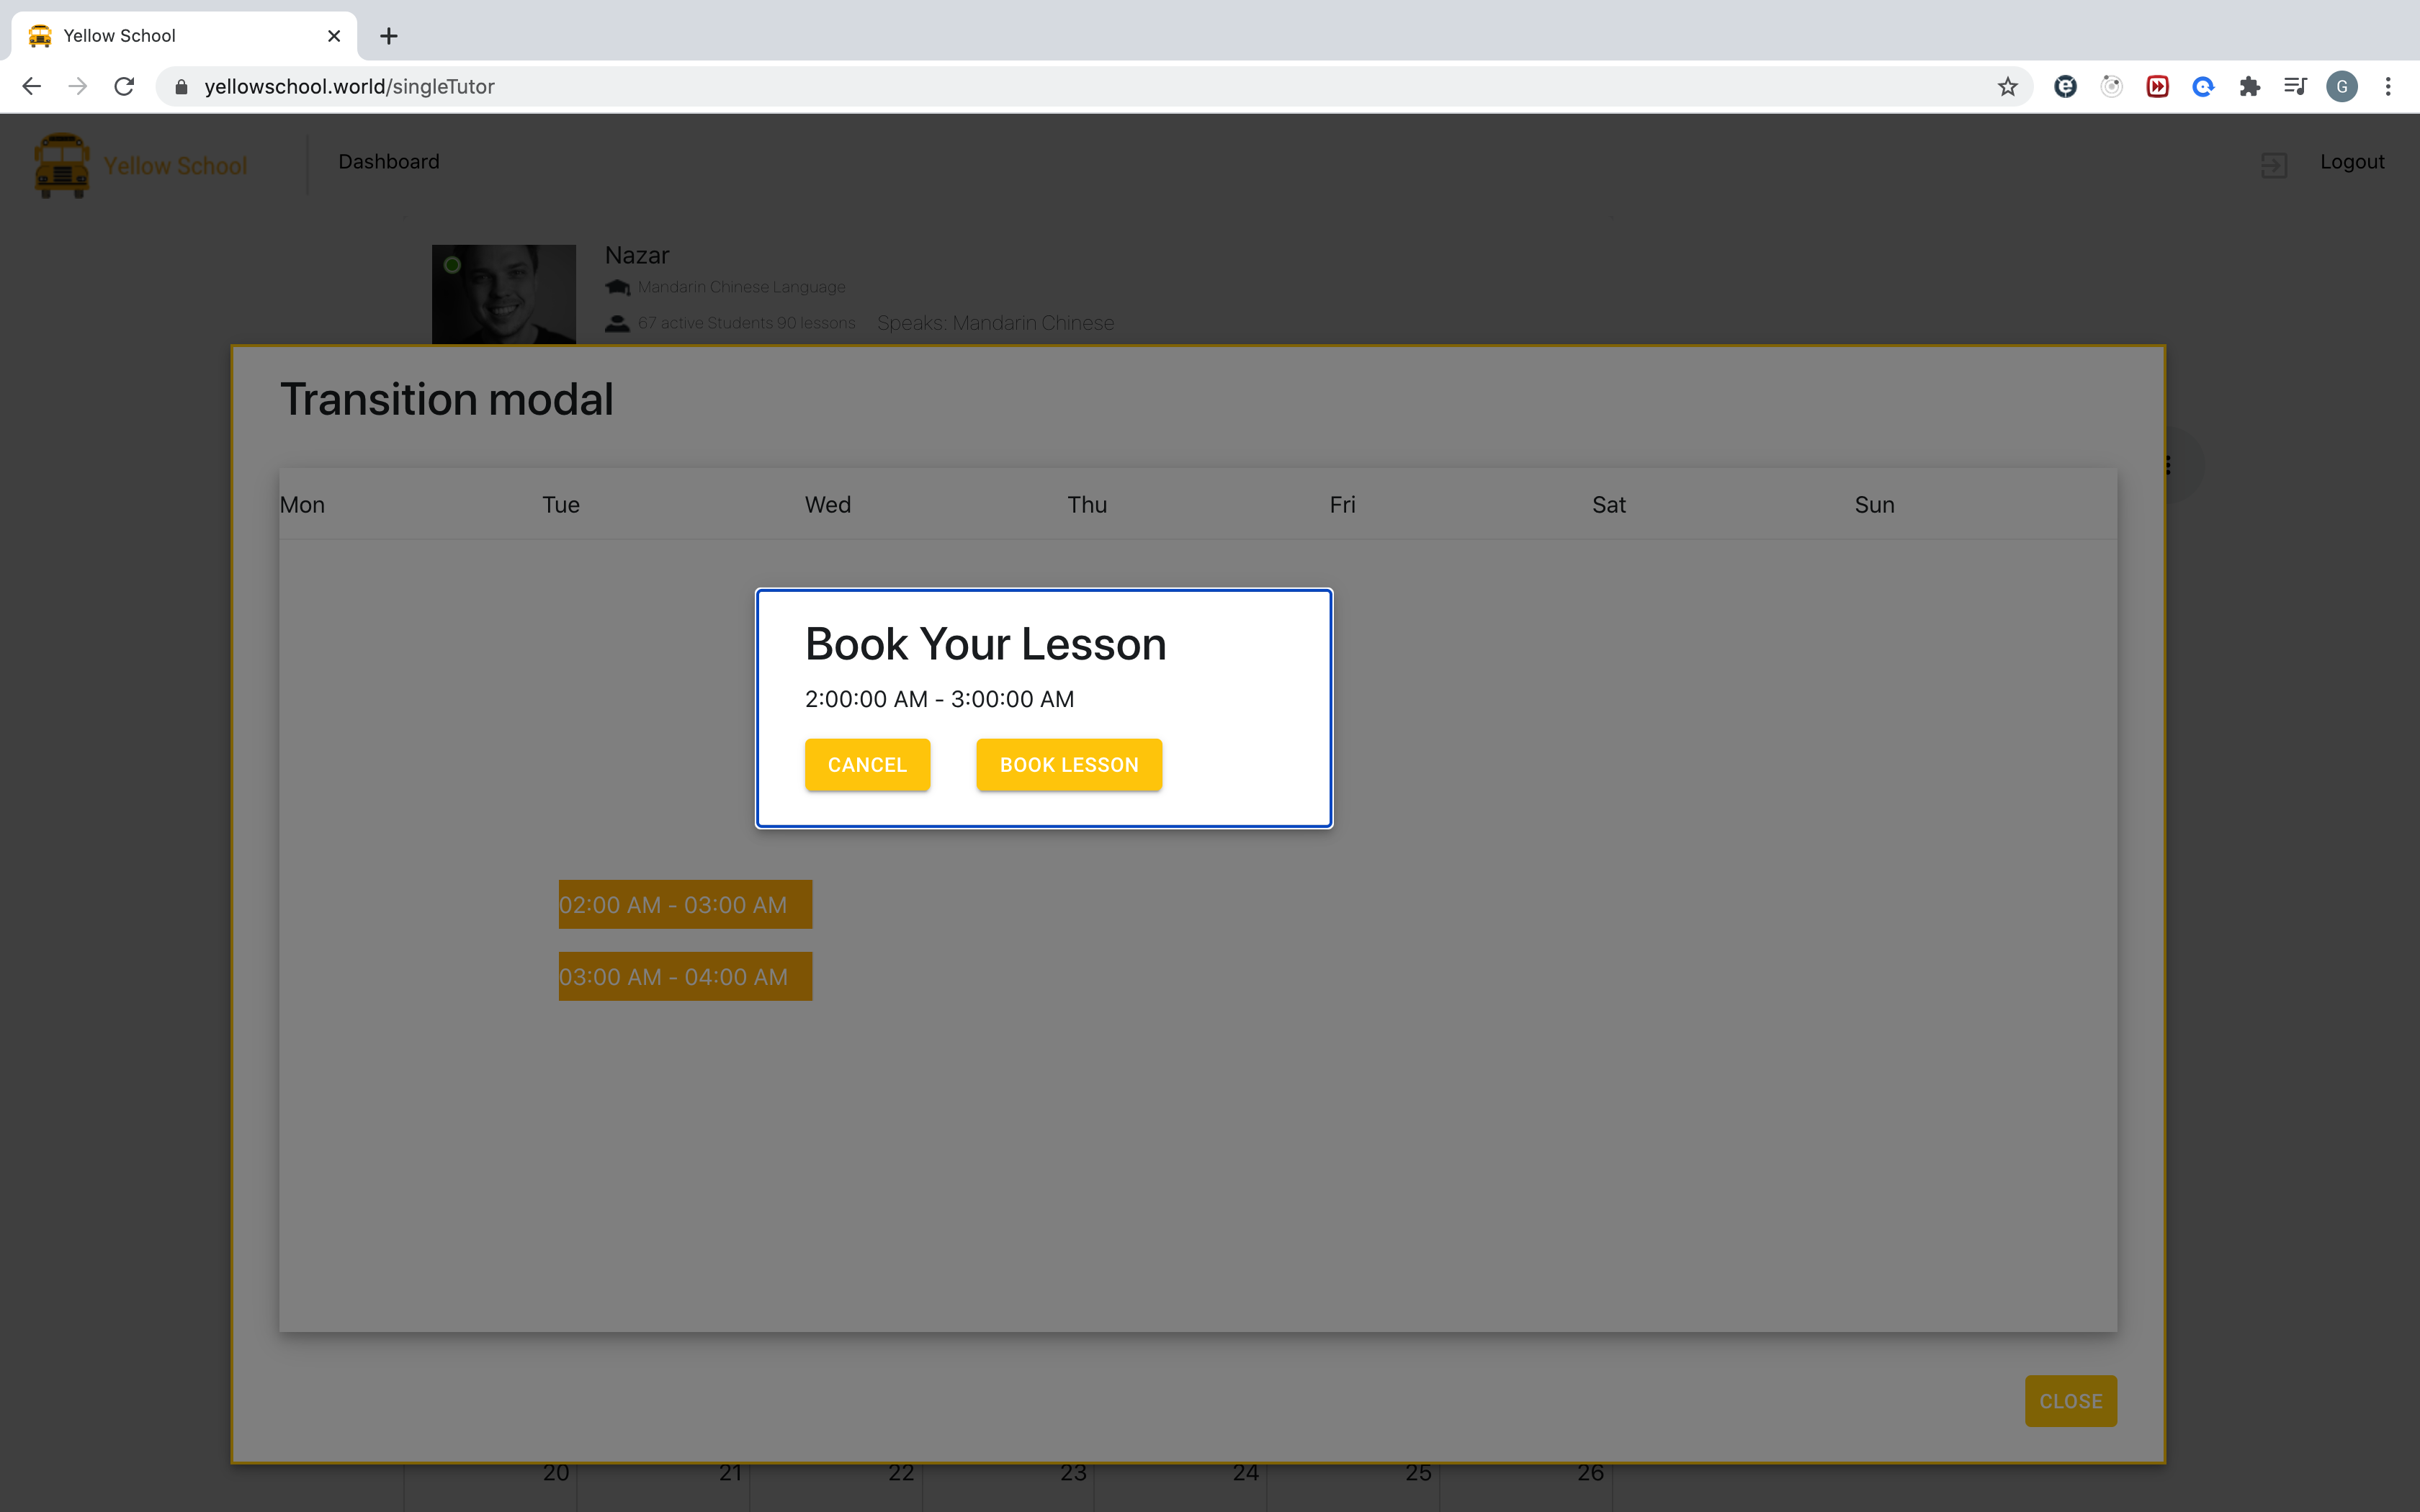 Yellow School
yellowschool.world/singleTutor
G
Yellow School
Dashboard
Logout
Nazar
Mandarin Chinese Language
67 active Students 90 lessons Speaks: Mandarin Chinese
Transition modal
Mon Tue Wed Thu Fri Sat Sun
Book Your Lesson
2:00:00 AM - 3:00:00 AM
CANCEL BOOK LESSON
02:00 AM - 03:00 AM
03:00 AM - 04:00 AM
CLOSE
20 21 22 23 24 25 26